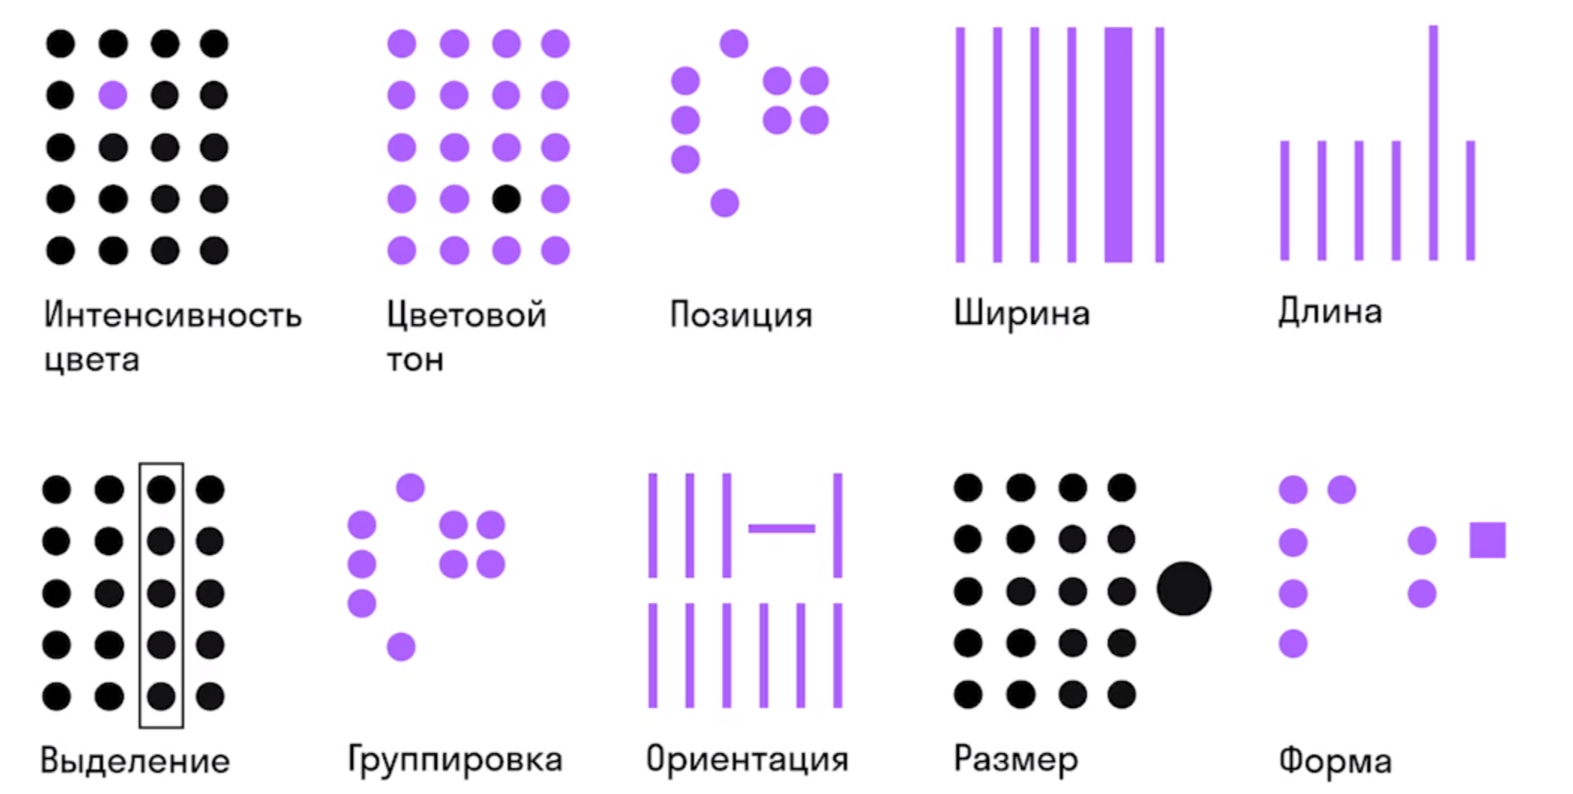 Интенсивность
цвета
Цветовой
тон
Позиция
Ширина
Длина
Выделение
Группировка
Ориентация
Размер
Форма